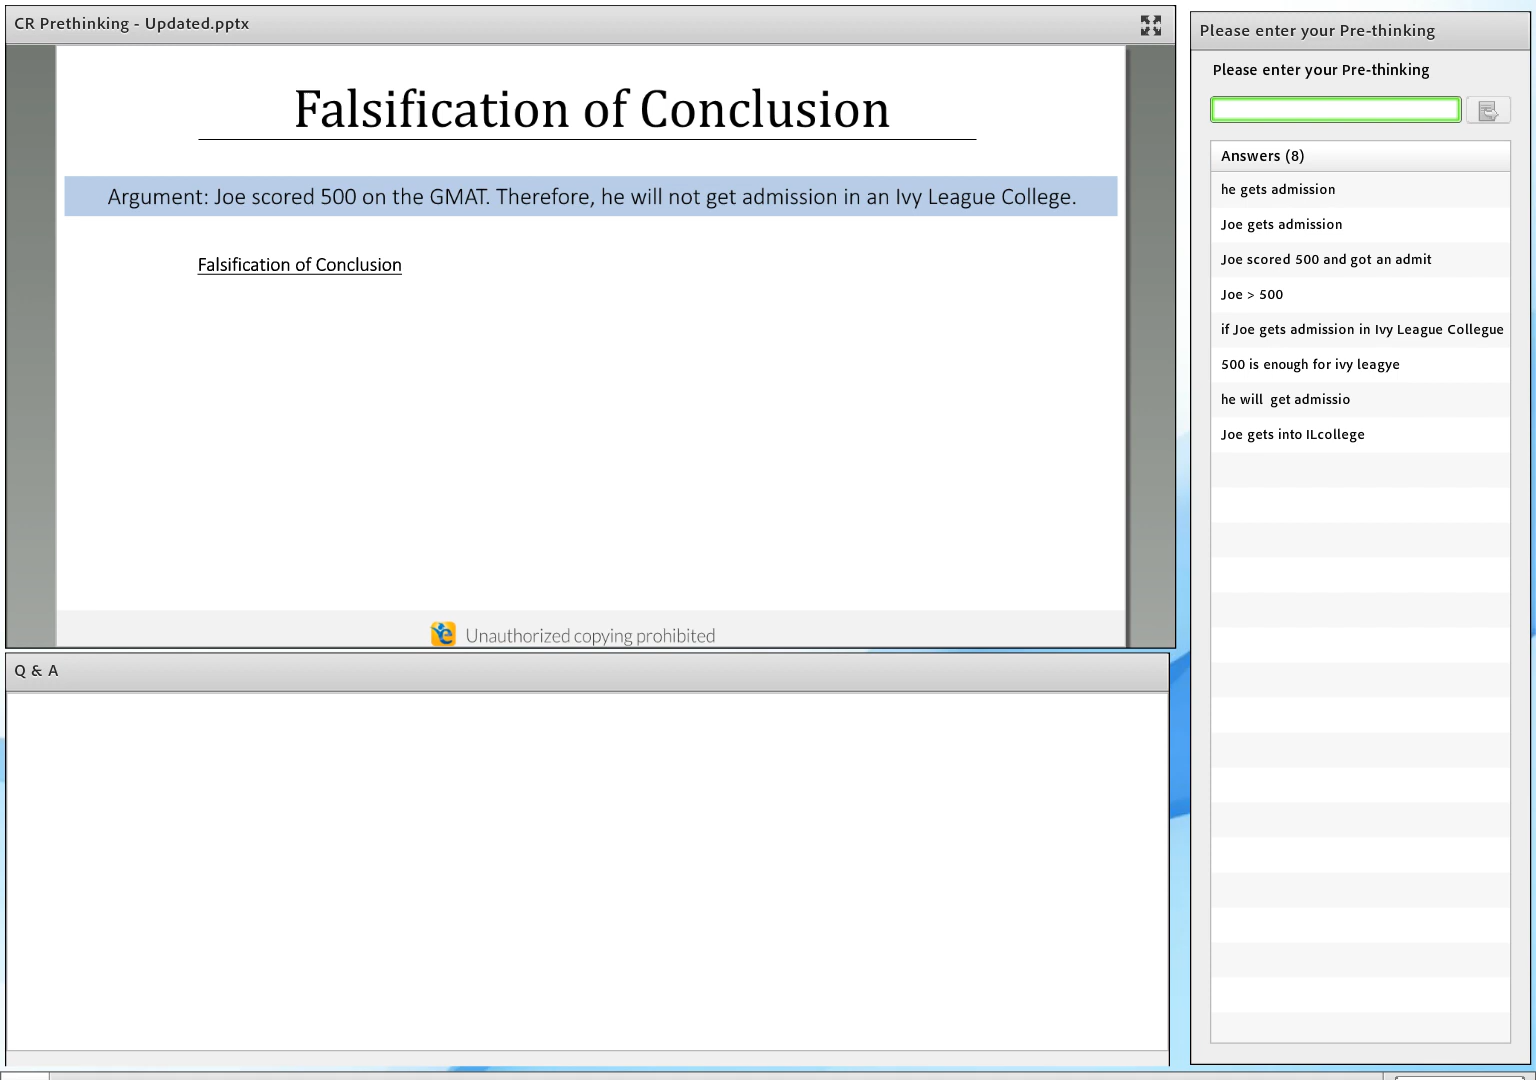 CR Prethinking - Updated.pptx
Falsification of Conclusion
Argument: Joe scored 500 on the GMAT. Therefore, he will not get admission in an Ivy League College.
Falsification of Conclusion
Unauthorized copying prohibited
Q & A
Please enter your Pre-thinking
Please enter your Pre-thinking
Answers (8)
he gets admission
Joe gets admission
Joe scored 500 and got an admit
Joe > 500
if Joe gets admission in Ivy League Collegue
500 is enough for ivy leagye
he will  get admissio
Joe gets into ILcollege